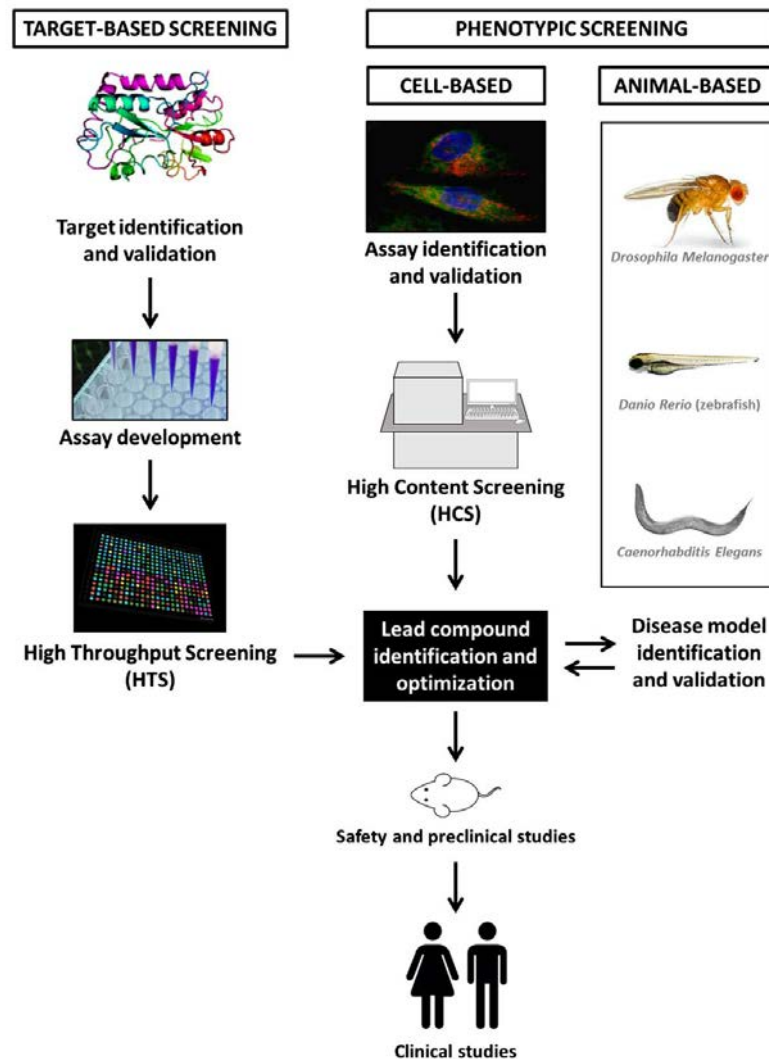 TARGET-BASED SCREENING
PHENOTYPIC SCREENING
CELL-BASED
ANIMAL-BASED
Target identification
and validation
Assay development
High Throughput Screening
(HTS)
Assay identification
and validation
High Content Screening
(HCS)
Drosophila Melanogaster
Danio Rerio (zebrafish)
Caenorhabditis Elegans
Lead compound
identification and
optimization
Disease model
identification
and validation
Safety and preclinical studies
Clinical studies